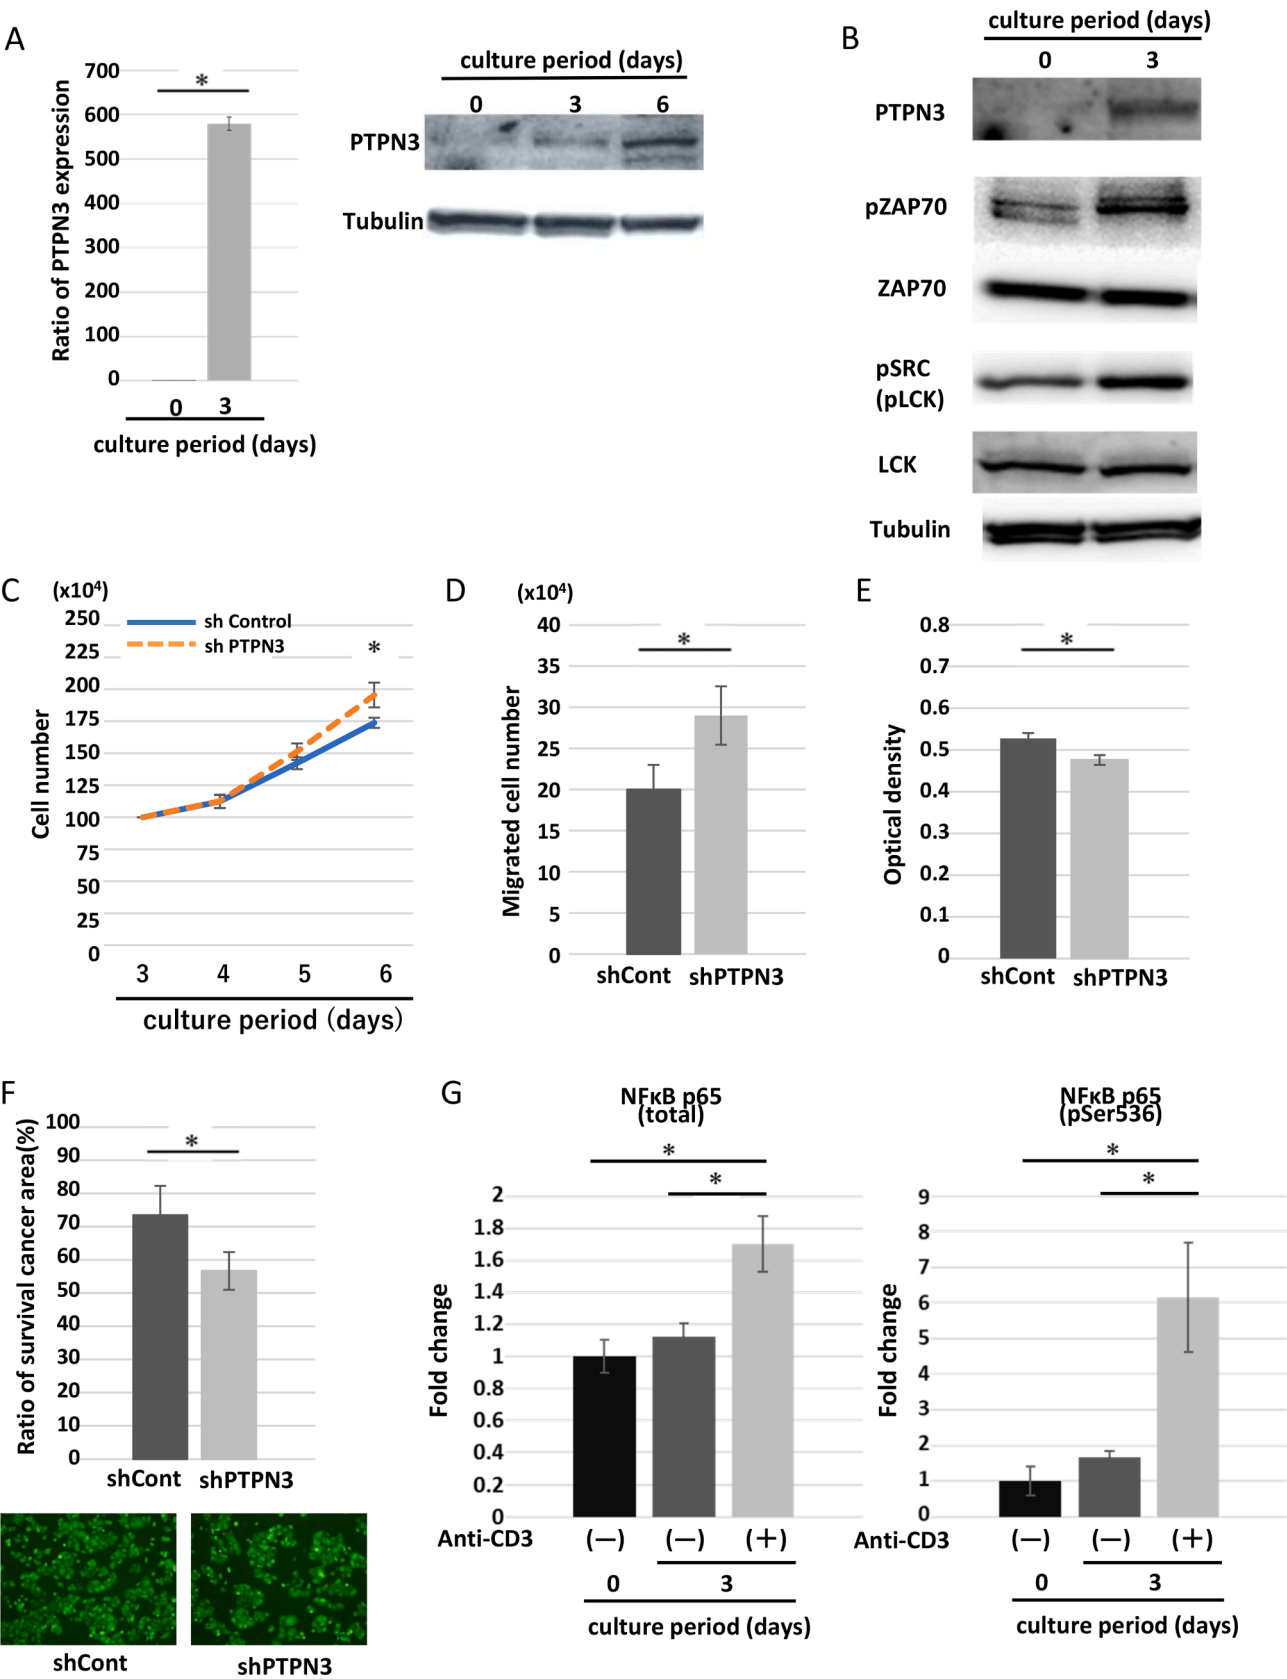 A
700
600
500
400
300
200
100
0
Ratio of PTPN3 expression
*
0 3
culture period (days)
culture period (days)
0 3 6
PTPN3
Tubulin
B
culture period (days)
0 3
PTPN3
pZAP70
ZAP70
pSRC
(pLCK)
LCK
Tubulin
C
(x10⁴)
250
225
200
175
150
125
100
75
50
25
0
Cell number
sh Control
sh PTPN3
*
3 4 5 6
culture period (days)
D
(x10⁴)
40
35
30
25
20
15
10
5
0
Migrated cell number
*
shCont shPTPN3
E
0.8
0.7
0.6
0.5
0.4
0.3
0.2
0.1
0
Optical density
*
shCont shPTPN3
F
100
90
80
70
60
50
40
30
20
10
0
Ratio of survival cancer area(%)
*
shCont shPTPN3
shCont shPTPN3
G
NFκB p65
(total)
*
*
2
1.8
1.6
1.4
1.2
1
0.8
0.6
0.4
0.2
0
Fold change
Anti-CD3 (—) (—) (+)
0 3
culture period (days)
NFκB p65
(pSer536)
*
*
9
8
7
6
5
4
3
2
1
0
Fold change
Anti-CD3 (—) (—) (+)
0 3
culture period (days)